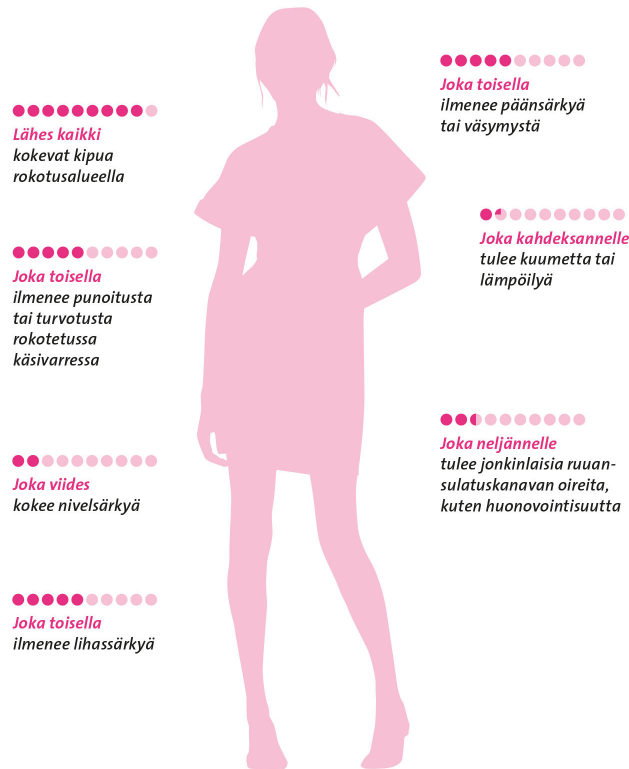 Lähes kaikki
kokevat kipua
rokotusalueella
Joka toisella
ilmenee punoitusta
tai turvotusta
rokotetussa
käsivarressa
Joka viides
kokee nivelsärkyä
Joka toisella
ilmenee lihassärkyä
Joka toisella
ilmenee päänsärkyä
tai väsymystä
Joka kahdeksannelle
tulee kuumetta tai
lämpöilyä
Joka neljännelle
tulee jonkinlaisia ruuan-
sulatuskanavan oireita,
kuten huonovointisuutta